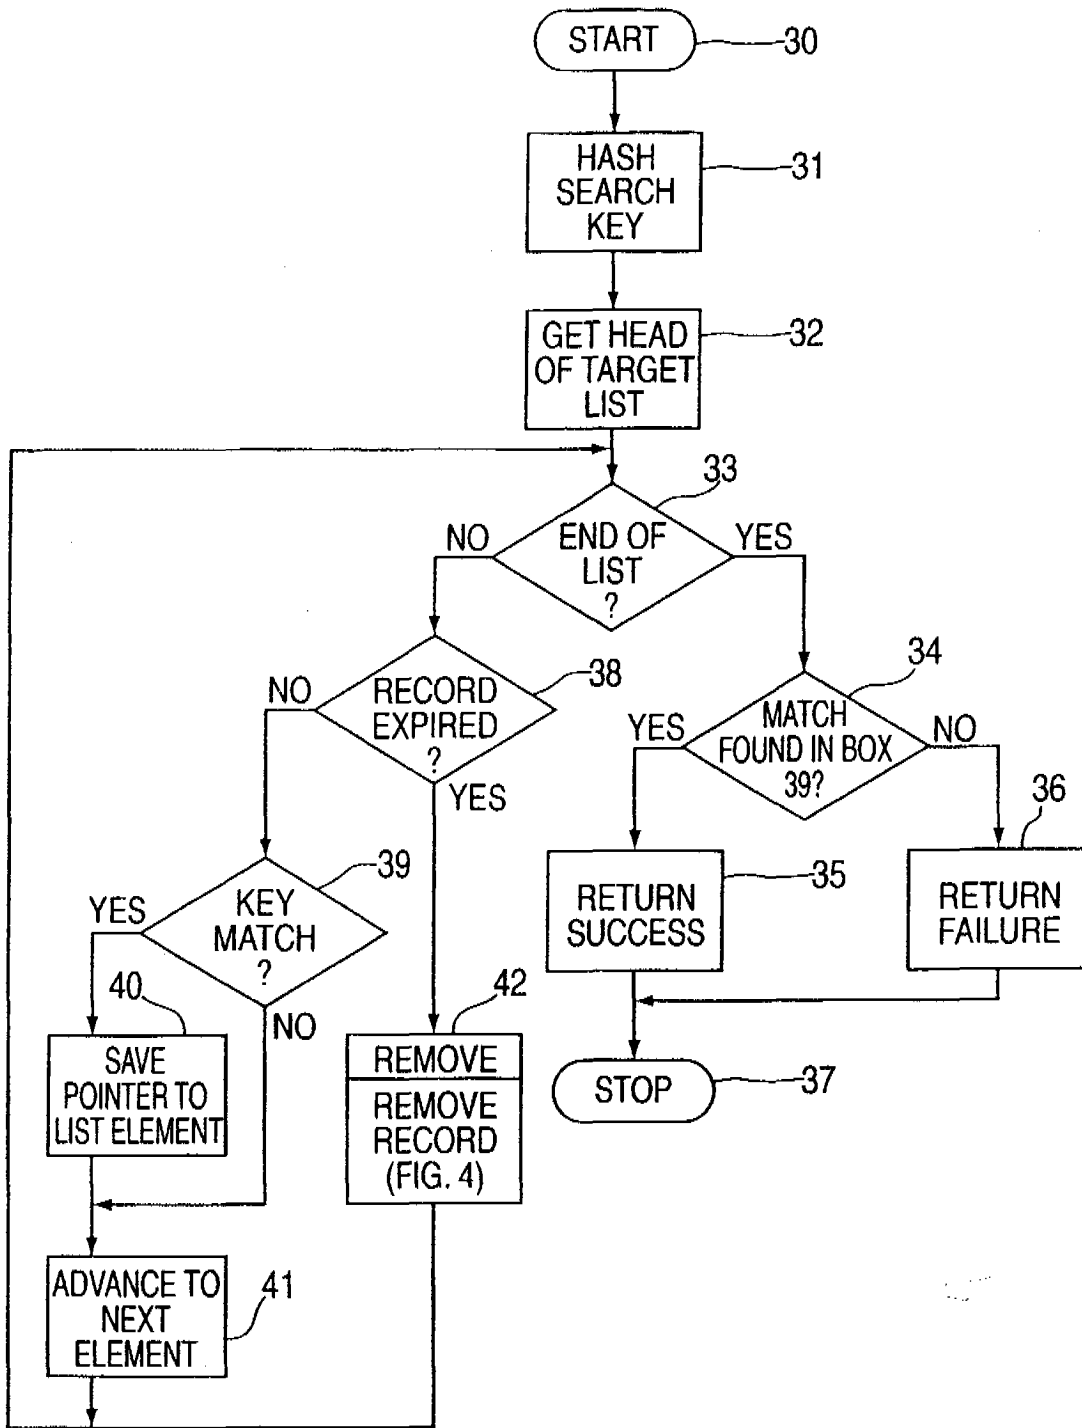 START
30
HASH
SEARCH
KEY
31
GET HEAD
OF TARGET
LIST
32
33
END OF
LIST
?
NO
YES
34
MATCH
FOUND IN BOX
39?
YES
NO
38
RECORD
EXPIRED
?
NO
YES
36
RETURN
FAILURE
35
RETURN
SUCCESS
39
KEY
MATCH
?
YES
NO
40
SAVE
POINTER TO
LIST ELEMENT
42
REMOVE
REMOVE
RECORD
(FIG. 4)
STOP
37
ADVANCE TO
NEXT
ELEMENT
41